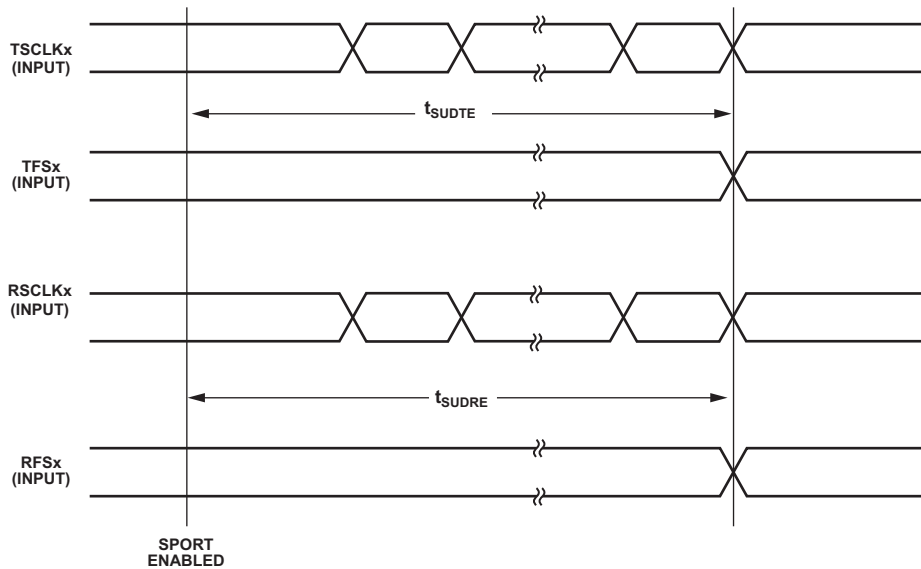 TSCLKx
(INPUT)
tSUDTE
TFSx
(INPUT)
RSCLKx
(INPUT)
tSUDRE
RFSx
(INPUT)
SPORT
ENABLED